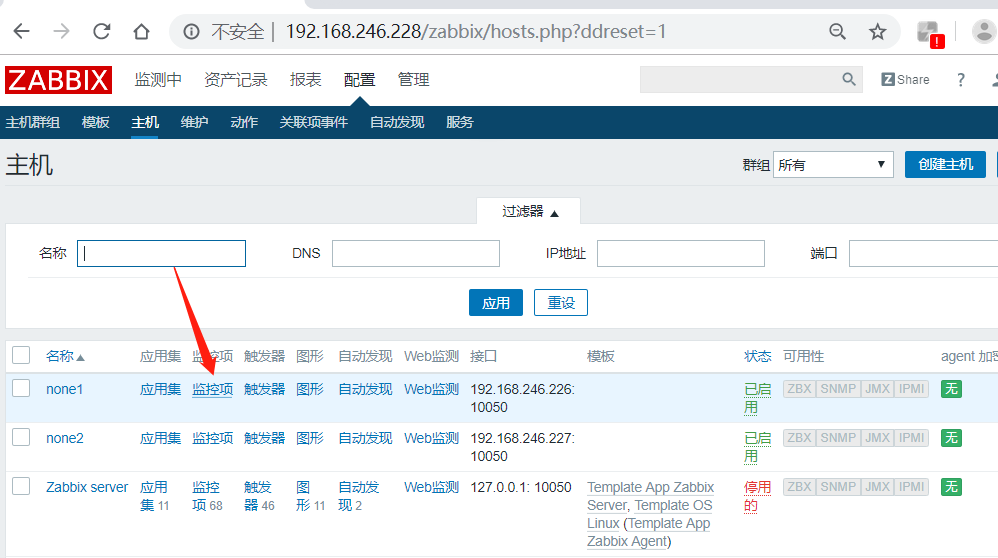 不安全 | 192.168.246.228/zabbix/hosts.php?ddreset=1
ZABBIX 监测中 资产记录 报表 配置 管理 Z Share ?
主机群组 模板 主机 维护 动作 关联项事件 自动发现 服务
主机 群组 所有 创建主机
过滤器
名称 DNS IP地址 端口
应用 重设
名称 应用集 监控项 触发器 图形 自动发现 Web监测 接口 模板 状态 可用性 agent 加密
none1 应用集 监控项 触发器 图形 自动发现 Web监测 192.168.246.226: 已启 ZBX SNMP JMX IPMI 无
10050 用
none2 应用集 监控项 触发器 图形 自动发现 Web监测 192.168.246.227: 已启 ZBX SNMP JMX IPMI 无
10050 用
Zabbix server 应用 监控 触发 图 自动发 Web监测 127.0.0.1: 10050 Template App Zabbix 停用 ZBX SNMP JMX IPMI 无
集 11 项 68 器 46 形 11 现 2 Server, Template OS 的
Linux (Template App
Zabbix Agent)